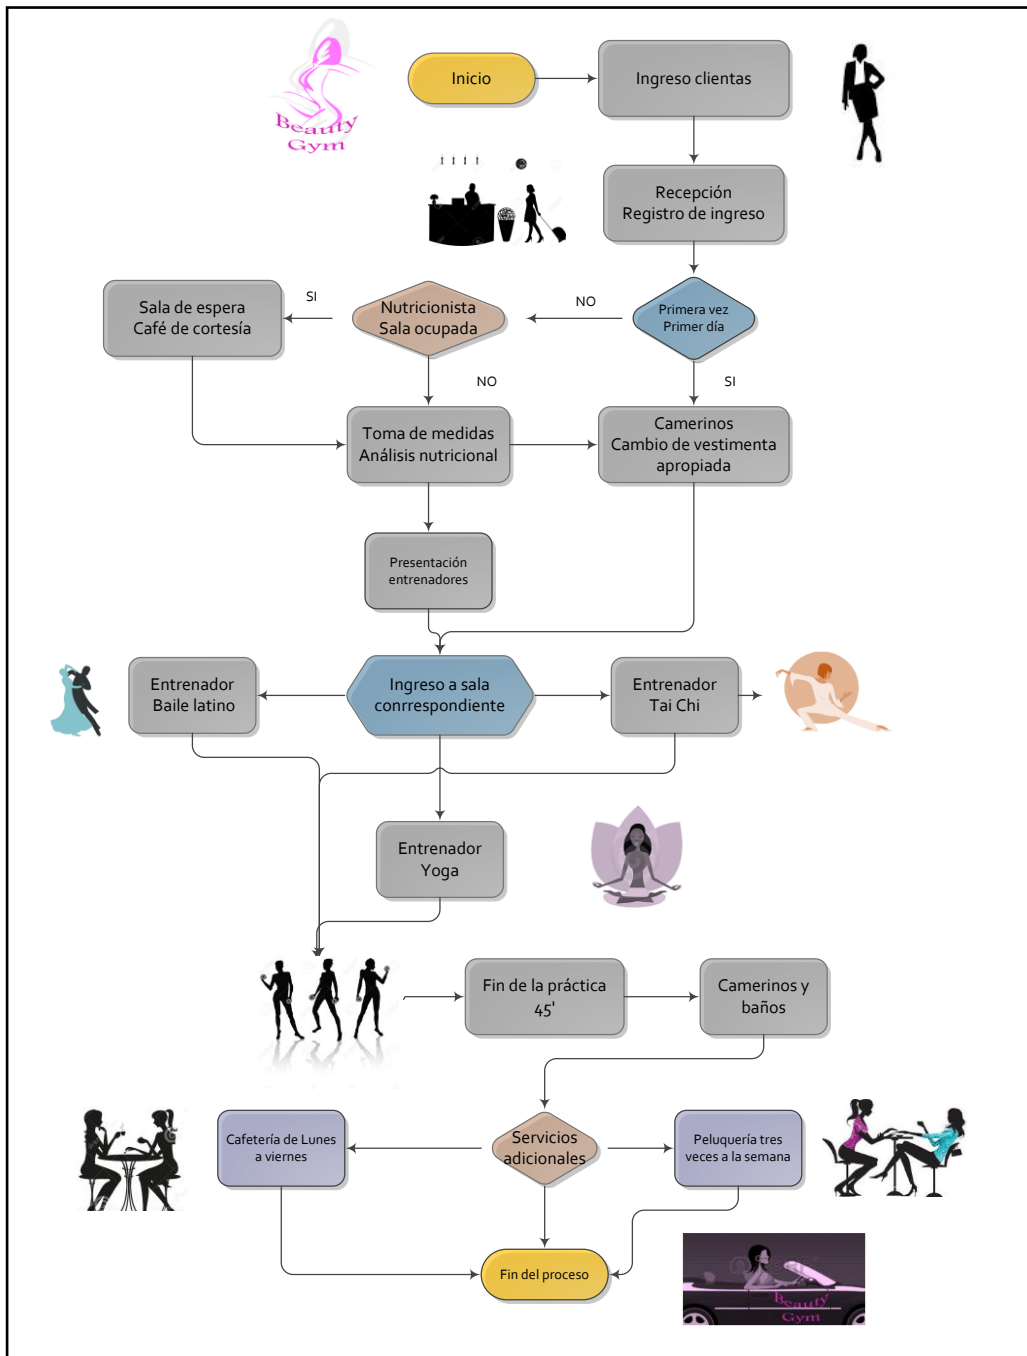 Inicio
Ingreso clientas
Beauty
Gym
Recepción
Registro de ingreso
Sala de espera
Café de cortesía
SI
Nutricionista
Sala ocupada
NO
Primera vez
Primer día
NO
SI
Toma de medidas
Análisis nutricional
Camerinos
Cambio de vestimenta
apropiada
Presentación
entrenadores
Entrenador
Baile latino
Ingreso a sala
conrrespondiente
Entrenador
Tai Chi
Entrenador
Yoga
Fin de la práctica
45'
Camerinos y
baños
Cafetería de Lunes
a viernes
Servicios
adicionales
Peluquería tres
veces a la semana
Fin del proceso
Beauty
Gym